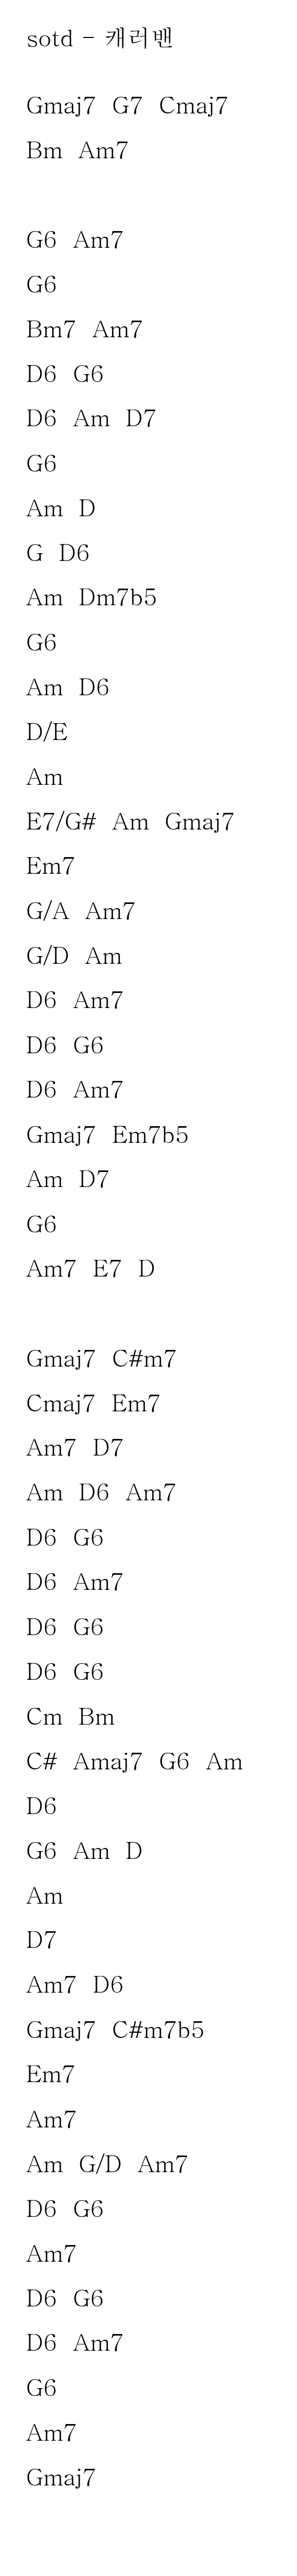 sotd - 캐러밴
Gmaj7 G7 Cmaj7
Bm Am7
G6 Am7
G6
Bm7 Am7
D6 G6
D6 Am D7
G6
Am D
G D6
Am Dm7b5
G6
Am D6
D/E
Am
E7/G# Am Gmaj7
Em7
G/A Am7
G/D Am
D6 Am7
D6 G6
D6 Am7
Gmaj7 Em7b5
Am D7
G6
Am7 E7 D
Gmaj7 C#m7
Cmaj7 Em7
Am7 D7
Am D6 Am7
D6 G6
D6 Am7
D6 G6
D6 G6
Cm Bm
C# Amaj7 G6 Am
D6
G6 Am D
Am
D7
Am7 D6
Gmaj7 C#m7b5
Em7
Am7
Am G/D Am7
D6 G6
Am7
D6 G6
D6 Am7
G6
Am7
Gmaj7